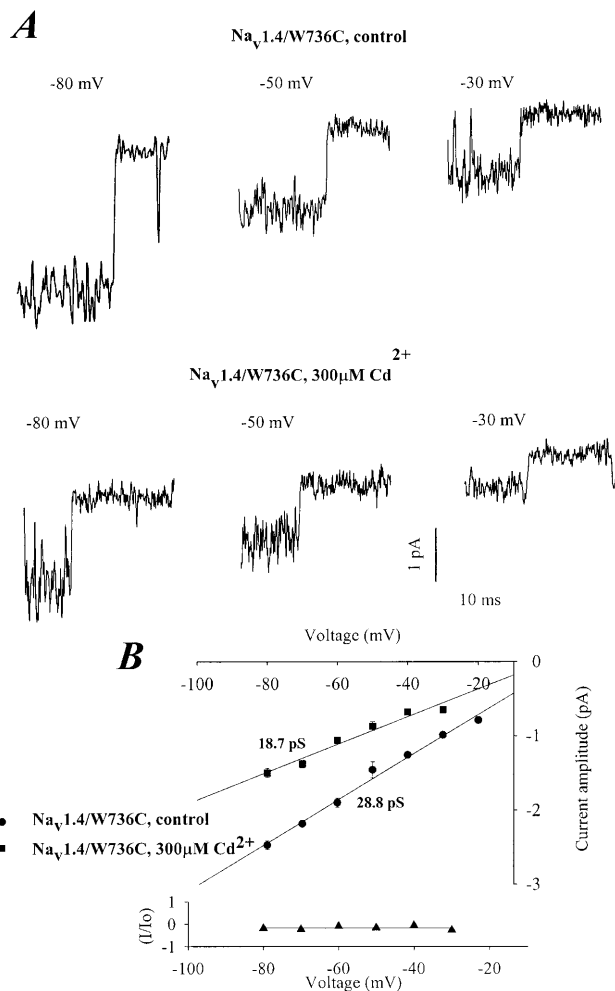 A
Nav1.4/W736C, control
-80 mV
-50 mV
-30 mV
Nav1.4/W736C, 300µM Cd2+
-80 mV
-50 mV
-30 mV
1 pA
10 ms
B
Voltage (mV)
-100 -80 -60 -40 -20
0
-1
-2
-3
Current amplitude (pA)
18.7 pS
28.8 pS
Nav1.4/W736C, control
Nav1.4/W736C, 300µM Cd2+
(I/Io)
1
0
-1
-100 -80 -60 -40 -20
Voltage (mV)